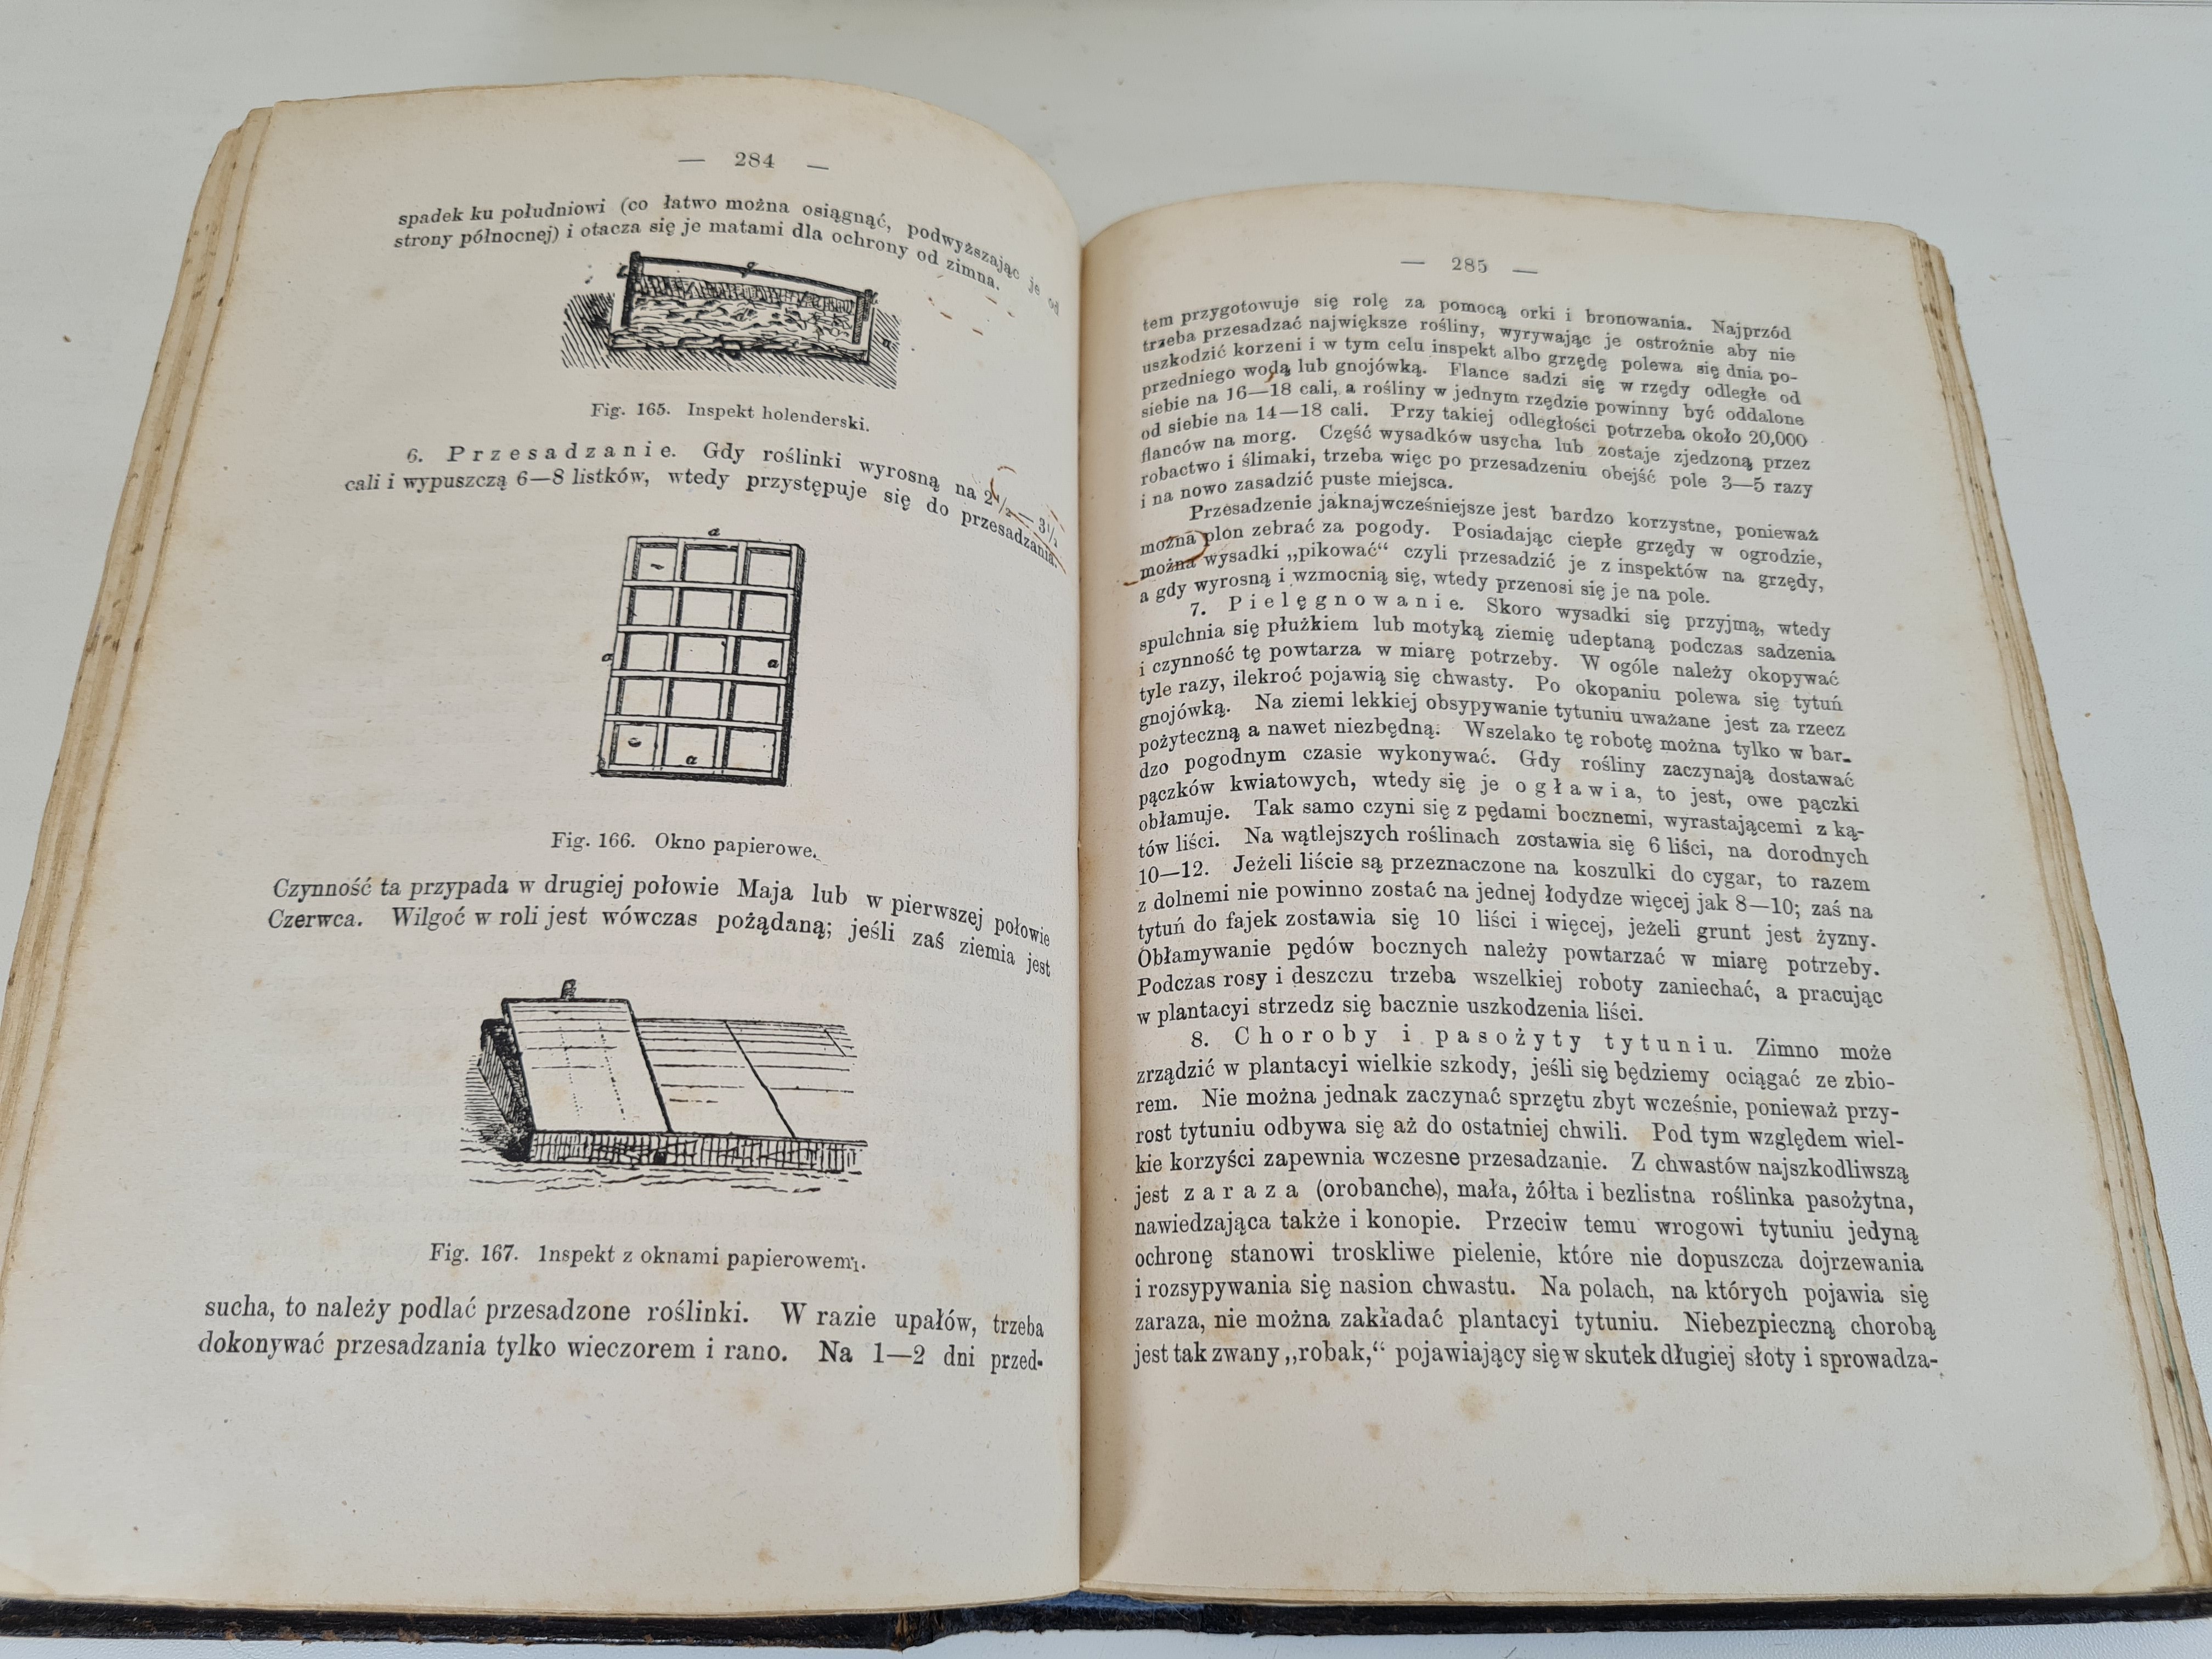 — 284 —
spadek ku południowi (co łatwo można osiągnąć, podwyższając je od
strony północnej) i otacza się je matami dla ochrony od zimna.
Fig. 165. Inspekt holenderski.
6. Przesadzanie. Gdy roślinki wyrosną na 2½—3½
cali i wypuszczą 6—8 listków, wtedy przystępuje się do przesadzania.
a
a
a
a
Fig. 166. Okno papierowe.
Czynność ta przypada w drugiej połowie Maja lub w pierwszej połowie
Czerwca. Wilgoć w roli jest wówczas pożądaną; jeśli zaś ziemia jest
Fig. 167. Inspekt z oknami papierowemi.
sucha, to należy podlać przesadzone roślinki. W razie upałów, trzeba
dokonywać przesadzania tylko wieczorem i rano. Na 1—2 dni przed-
— 285 —
tem przygotowuje się rolę za pomocą orki i bronowania. Najprzód
trzeba przesadzać największe rośliny, wyrywając je ostrożnie aby nie
uszkodzić korzeni i w tym celu inspekt albo grzędę polewa się dnia po-
przedniego wodą lub gnojówką. Flance sadzi się w rzędy odległe od
siebie na 16—18 cali, a rośliny w jednym rzędzie powinny być oddalone
od siebie na 14—18 cali. Przy takiej odległości potrzeba około 20,000
flanców na morg. Część wysadków usycha lub zostaje zjedzoną przez
robactwo i ślimaki, trzeba więc po przesadzeniu obejść pole 3—5 razy
i na nowo zasadzić puste miejsca.
Przesadzenie jaknajwcześniejsze jest bardzo korzystne, ponieważ
można plon zebrać za pogody. Posiadając ciepłe grzędy w ogrodzie,
można wysadki „pikować“ czyli przesadzić je z inspektów na grzędy,
a gdy wyrosną i wzmocnią się, wtedy przenosi się je na pole.
7. Pielęgnowanie. Skoro wysadki się przyjmą, wtedy
spulchnia się płużkiem lub motyką ziemię udeptaną podczas sadzenia
i czynność tę powtarza w miarę potrzeby. W ogóle należy okopywać
tyle razy, ilekroć pojawią się chwasty. Po okopaniu polewa się tytuń
gnojówką. Na ziemi lekkiej obsypywanie tytuniu uważane jest za rzecz
pożyteczną a nawet niezbędną. Wszelako tę robotę można tylko w bar-
dzo pogodnym czasie wykonywać. Gdy rośliny zaczynają dostawać
pączków kwiatowych, wtedy się je ogławia, to jest, owe pączki
obłamuje. Tak samo czyni się z pędami bocznemi, wyrastającemi z ką-
tów liści. Na wątlejszych roślinach zostawia się 6 liści, na dorodnych
10—12. Jeżeli liście są przeznaczone na koszulki do cygar, to razem
z dolnemi nie powinno zostać na jednej łodydze więcej jak 8—10; zaś na
tytuń do fajek zostawia się 10 liści i więcej, jeżeli grunt jest żyzny.
Obłamywanie pędów bocznych należy powtarzać w miarę potrzeby.
Podczas rosy i deszczu trzeba wszelkiej roboty zaniechać, a pracując
w plantacyi strzedz się bacznie uszkodzenia liści.
8. Choroby i pasożyty tytuniu. Zimno może
zrządzić w plantacyi wielkie szkody, jeśli się będziemy ociągać ze zbio-
rem. Nie można jednak zaczynać sprzętu zbyt wcześnie, ponieważ przy-
rost tytuniu odbywa się aż do ostatniej chwili. Pod tym względem wiel-
kie korzyści zapewnia wczesne przesadzanie. Z chwastów najszkodliwszą
jest zaraza (orobanche), mała, żółta i bezlistna roślinka pasożytna,
nawiedzająca także i konopie. Przeciw temu wrogowi tytuniu jedyną
ochronę stanowi troskliwe pielenie, które nie dopuszcza dojrzewania
i rozsypywania się nasion chwastu. Na polach, na których pojawia się
zaraza, nie można zakładać plantacyi tytuniu. Niebezpieczną chorobą
jest tak zwany „robak,“ pojawiający się w skutek długiej słoty i sprowadza-